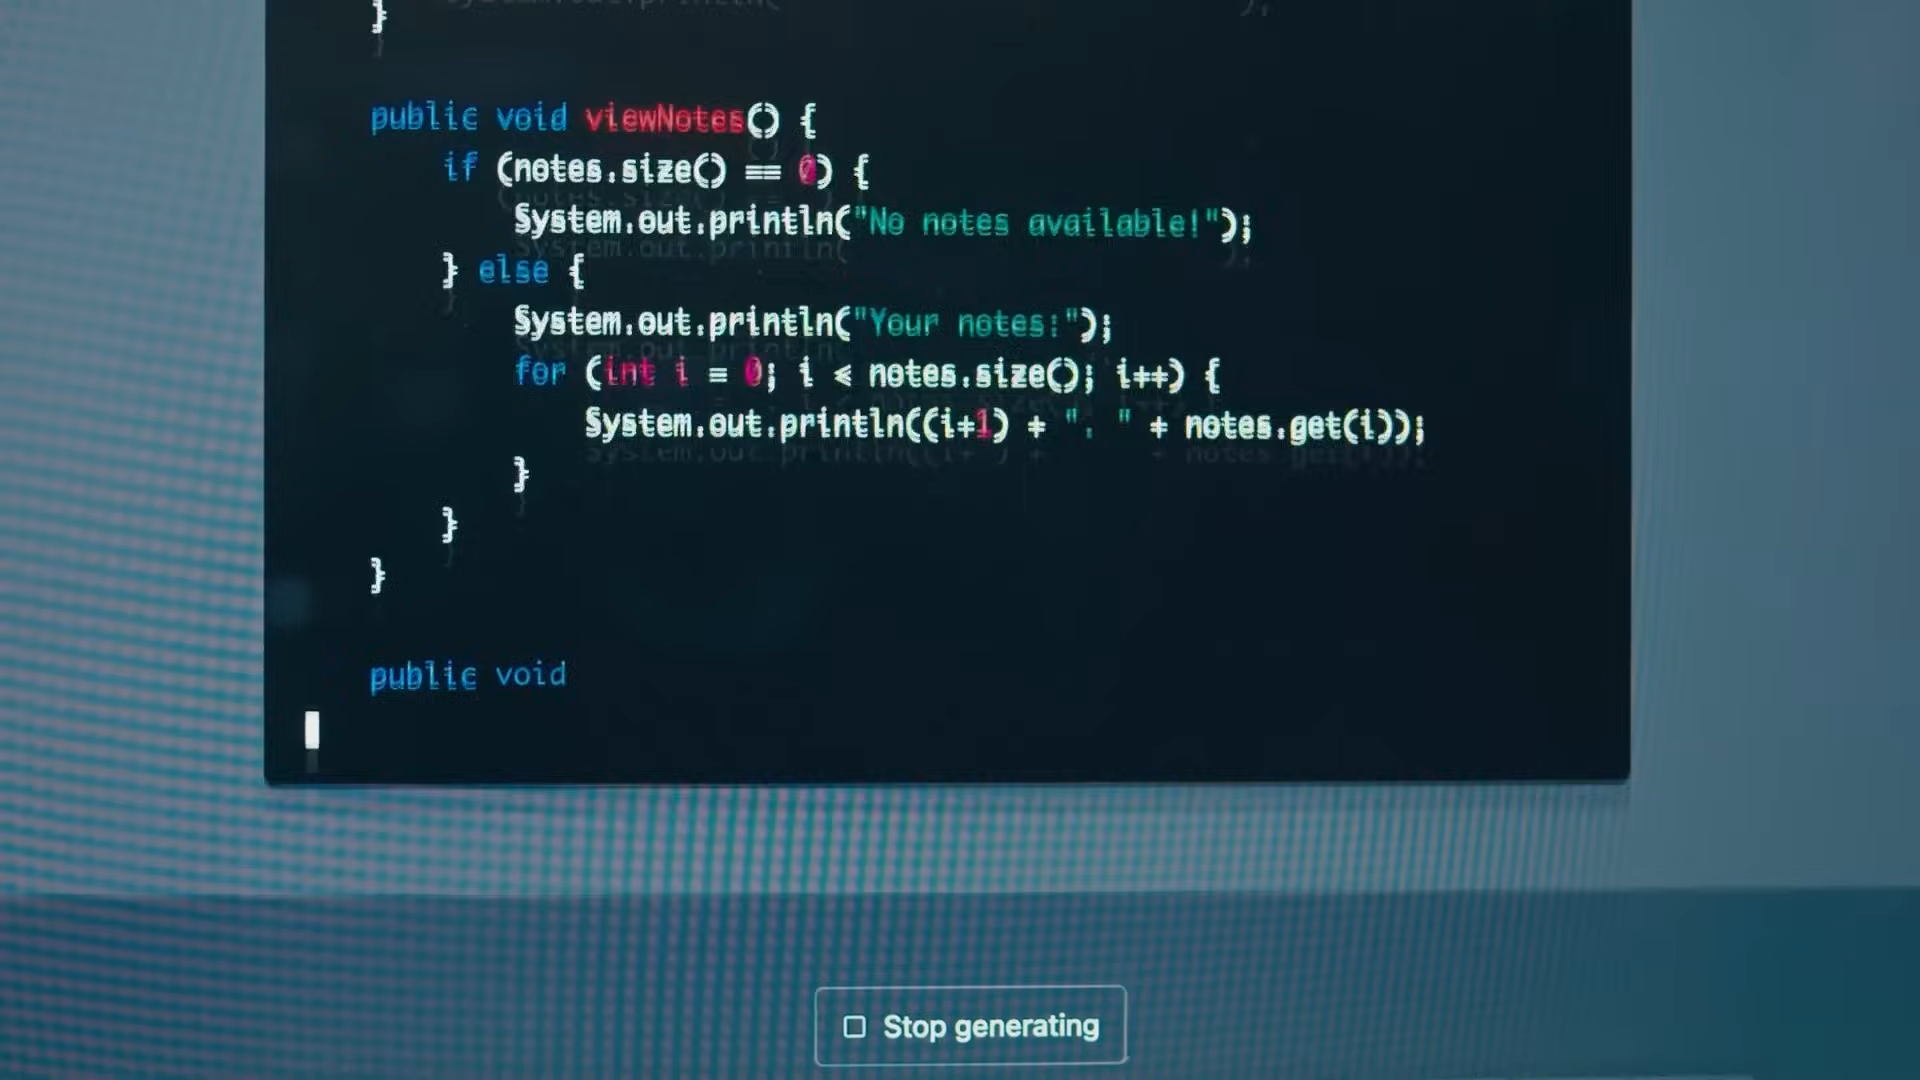 }
public void viewNotes() {
if (notes.size() == 0) {
System.out.println("No notes available!");
} else {
System.out.println("Your notes:");
for (int i = 0; i < notes.size(); i++) {
System.out.println((i+1) + ". " + notes.get(i));
}
}
}
public void
Stop generating